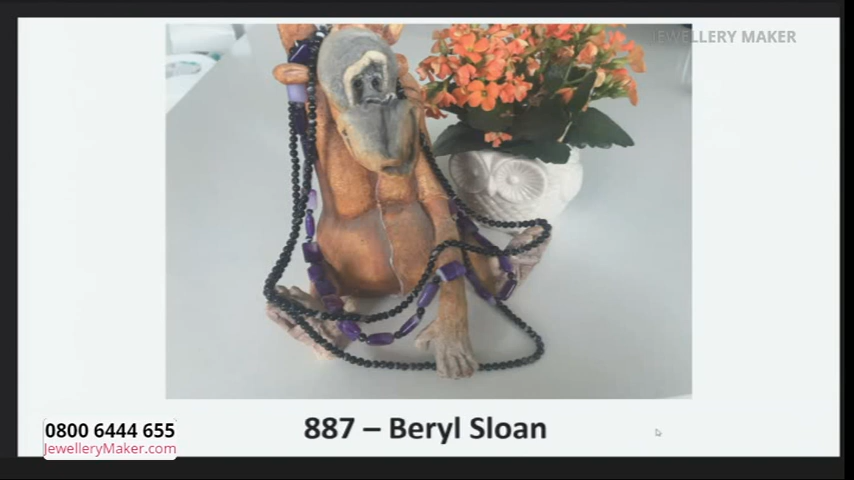 JEWELLERY MAKER
0800 6444 655
JewelleryMaker.com
887 – Beryl Sloan